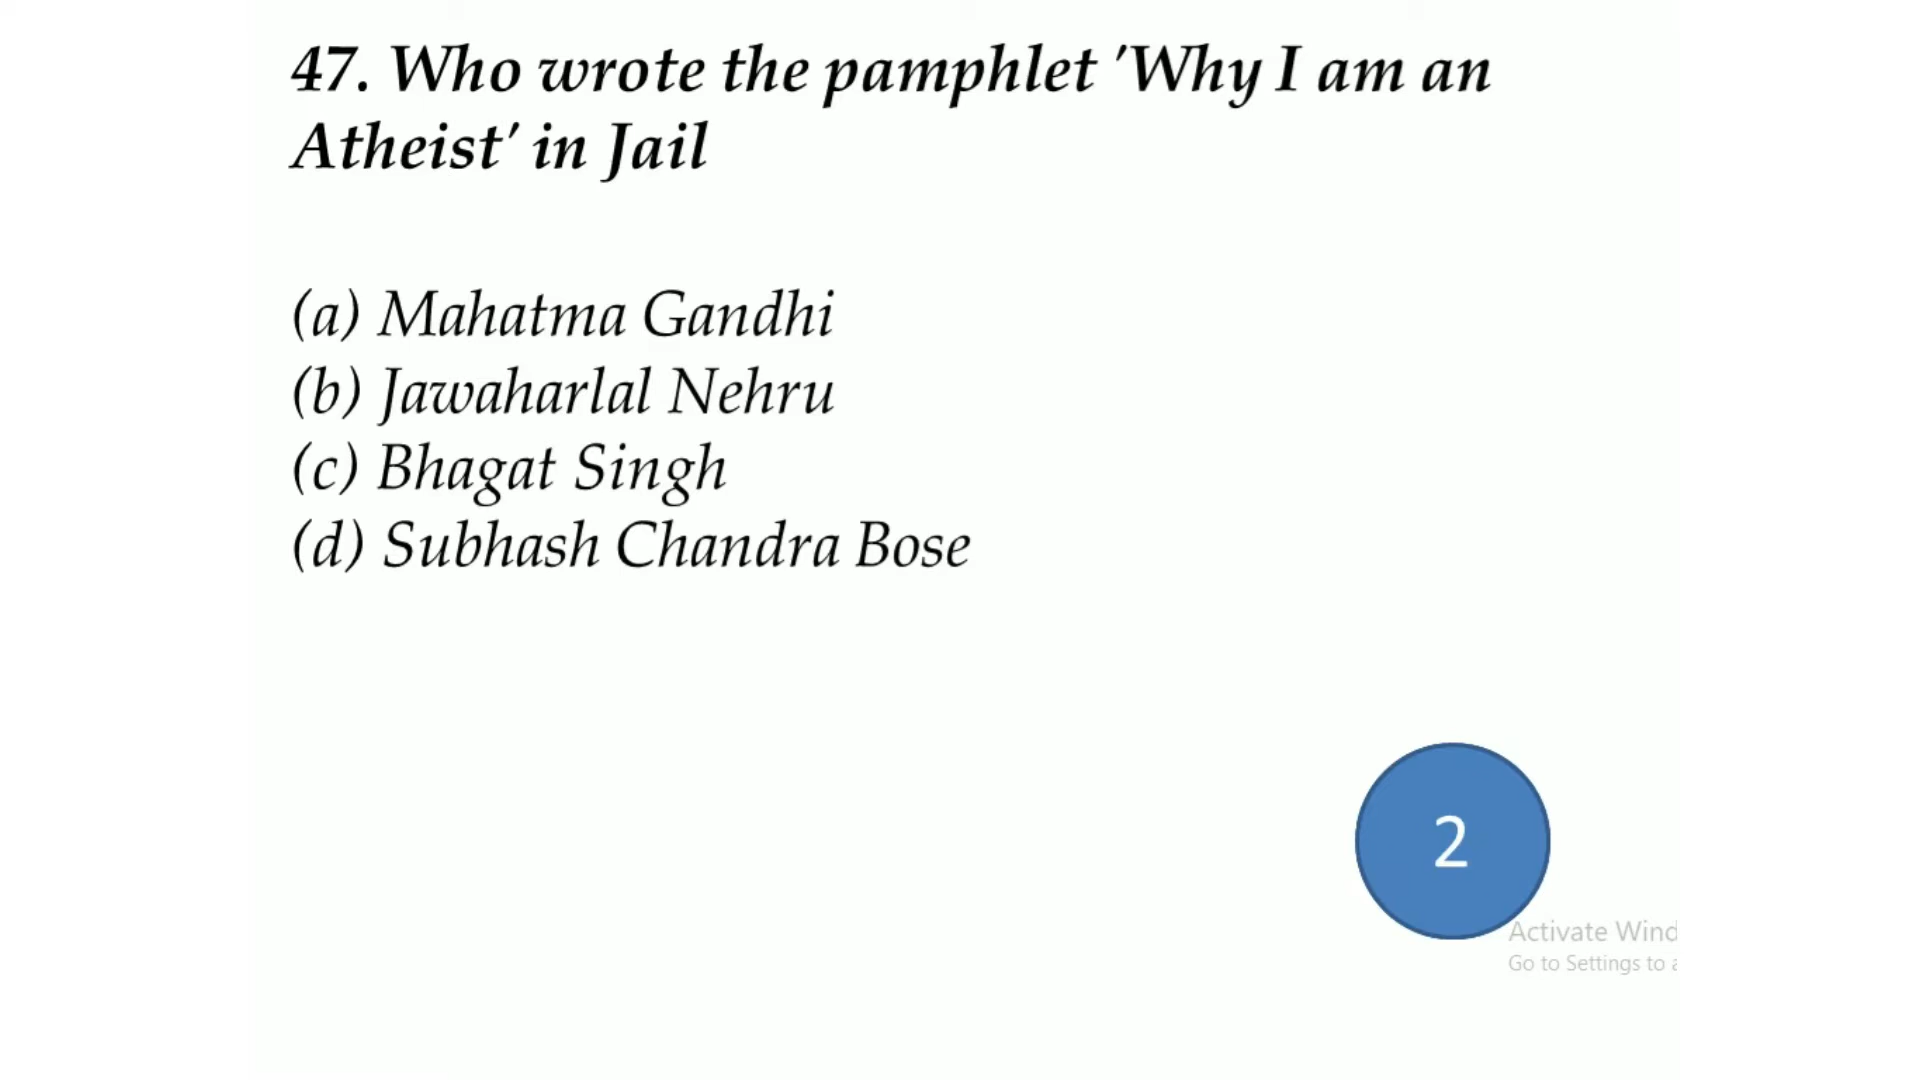 47. Who wrote the pamphlet 'Why I am an
Atheist' in Jail
(a) Mahatma Gandhi
(b) Jawaharlal Nehru
(c) Bhagat Singh
(d) Subhash Chandra Bose
2
Activate Wind
Go to Settings to a